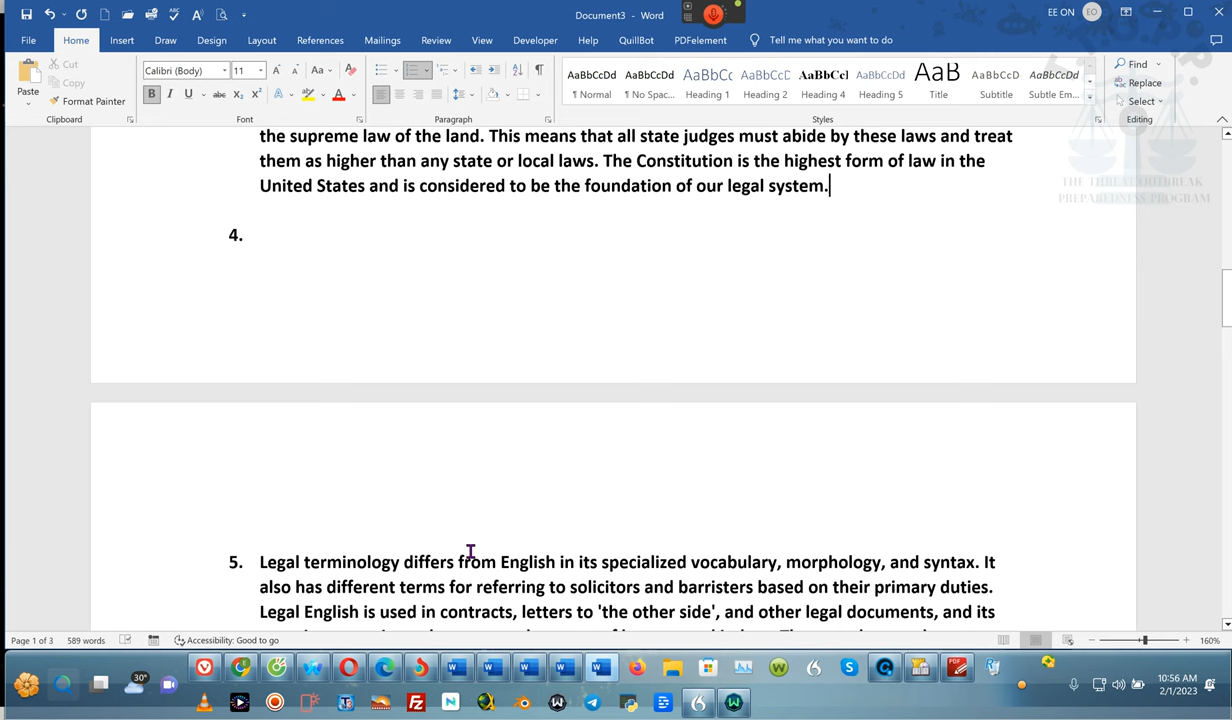 Document3 - Word
EE ON
EO
File Home Insert Draw Design Layout References Mailings Review View Developer Help QuillBot PDFelement Tell me what you want to do
Paste
Cut
Copy
Format Painter
Clipboard
Calibri (Body) 11
Font
Paragraph
AaBbCcDd AaBbCcDd AaBbCc AaBbCcD AaBbCcI AaBbCcDd AaB AaBbCcD AaBbCcDd
¶ Normal ¶ No Spac... Heading 1 Heading 2 Heading 4 Heading 5 Title Subtitle Subtle Em...
Styles
Find
Replace
Select
Editing
THE THREAT OUTBREAK
PREPAREDNESS PROGRAM
the supreme law of the land. This means that all state judges must abide by these laws and treat
them as higher than any state or local laws. The Constitution is the highest form of law in the
United States and is considered to be the foundation of our legal system.
4.
5. Legal terminology differs from English in its specialized vocabulary, morphology, and syntax. It
also has different terms for referring to solicitors and barristers based on their primary duties.
Legal English is used in contracts, letters to 'the other side', and other legal documents, and its
Page 1 of 3 589 words Accessibility: Good to go 160%
30°
10:56 AM
2/1/2023